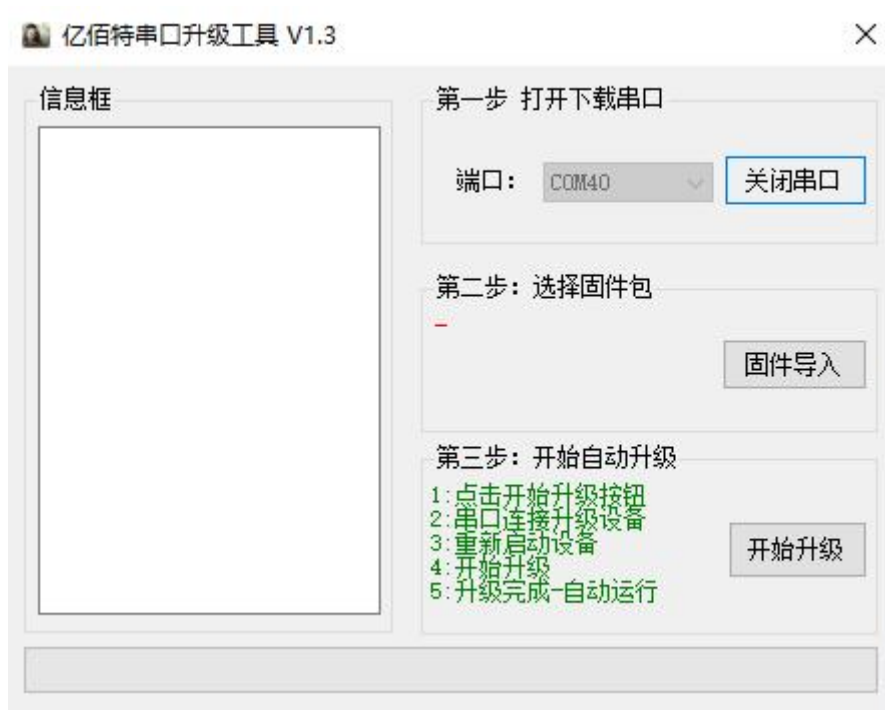 亿佰特串口升级工具 V1.3
信息框
第一步 打开下载串口
端口: COM40 关闭串口
第二步: 选择固件包
固件导入
第三步: 开始自动升级
1:点击开始升级按钮
2:串口连接升级设备
3:重新启动设备
4:开始升级
5:升级完成-自动运行
开始升级